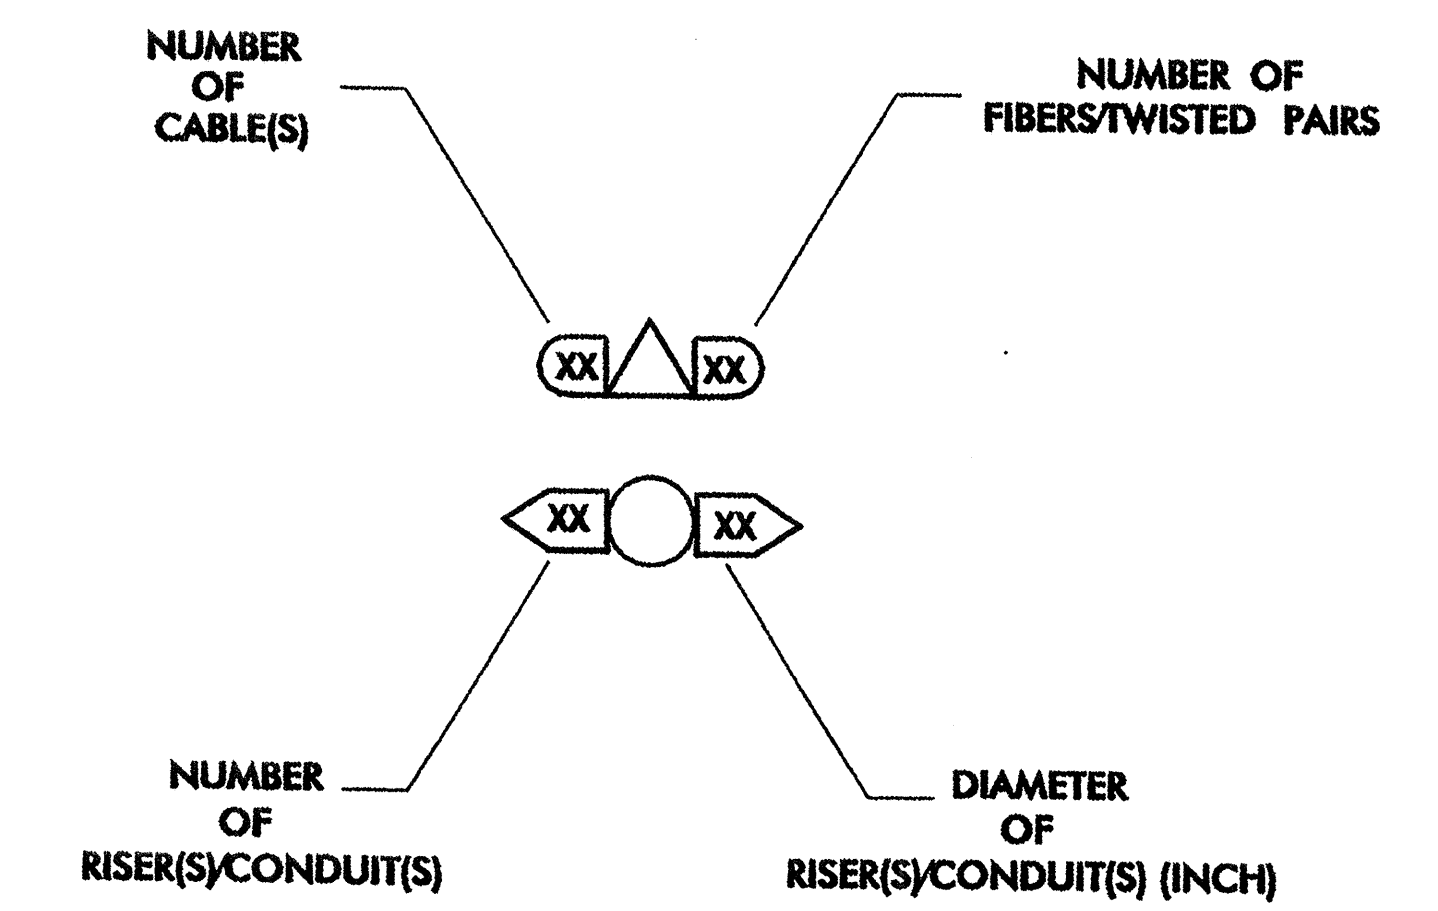 NUMBER
OF
CABLE(S)
NUMBER OF
FIBERS/TWISTED PAIRS
XX
XX
XX
XX
NUMBER
OF
RISER(S)/CONDUIT(S)
DIAMETER
OF
RISER(S)/CONDUIT(S) (INCH)